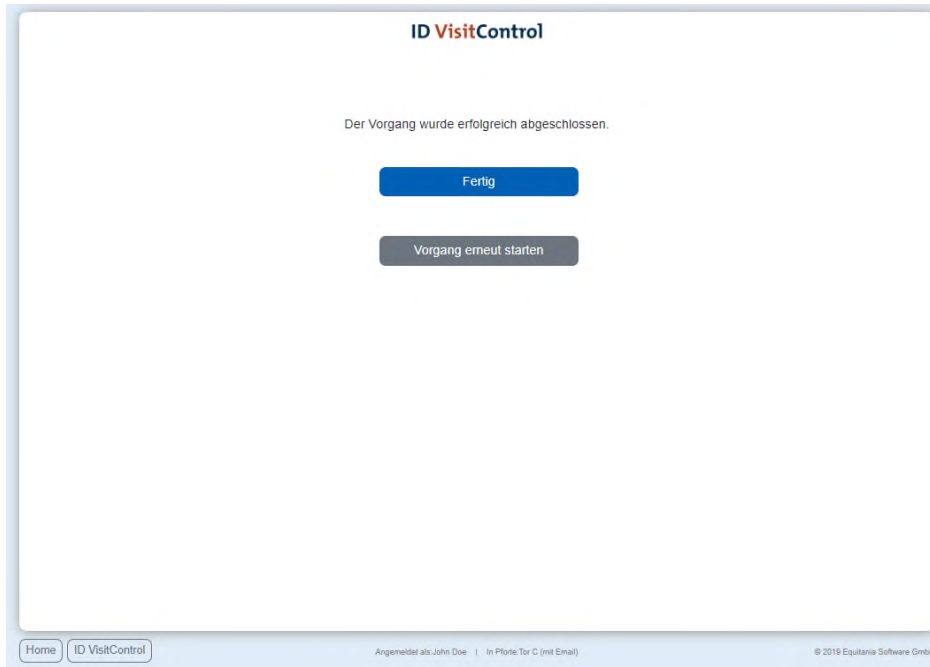 ID VisitControl
Der Vorgang wurde erfolgreich abgeschlossen.
Fertig
Vorgang erneut starten
Home ID VisitControl Angemeldet als:John Doe | In Pforte:Tor C (mit Email) © 2019 Equitania Software Gmb